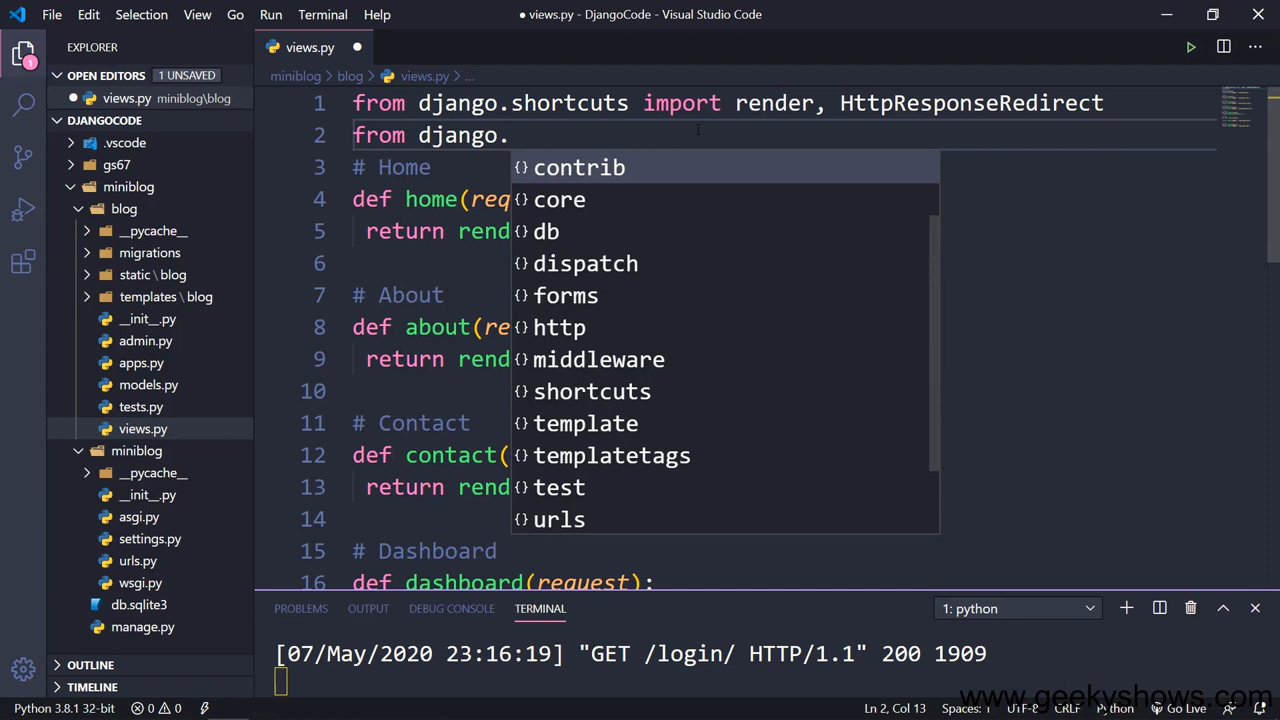 File Edit Selection View Go Run Terminal Help
● views.py - DjangoCode - Visual Studio Code
EXPLORER
views.py
OPEN EDITORS 1 UNSAVED
views.py miniblog\blog
miniblog > blog > views.py > ...
DJANGOCODE
.vscode
gs67
miniblog
blog
__pycache__
migrations
static \ blog
templates \ blog
__init__.py
admin.py
apps.py
models.py
tests.py
views.py
miniblog
__pycache__
__init__.py
asgi.py
settings.py
urls.py
wsgi.py
db.sqlite3
manage.py
OUTLINE
TIMELINE
1 from django.shortcuts import render, HttpResponseRedirect
2 from django.
3 # Home
4 def home(req
5 return rend
6
7 # About
8 def about(re
9 return rend
10
11 # Contact
12 def contact(
13 return rend
14
15 # Dashboard
16 def dashboard(request):
{} contrib
{} core
{} db
{} dispatch
{} forms
{} http
{} middleware
{} shortcuts
{} template
{} templatetags
{} test
{} urls
PROBLEMS OUTPUT DEBUG CONSOLE TERMINAL 1: python
[07/May/2020 23:16:19] "GET /login/ HTTP/1.1" 200 1909
www.geekyshows.com
Python 3.8.1 32-bit 0 0 Ln 2, Col 13 Spaces: 1 UTF-8 CRLF Python Go Live
1